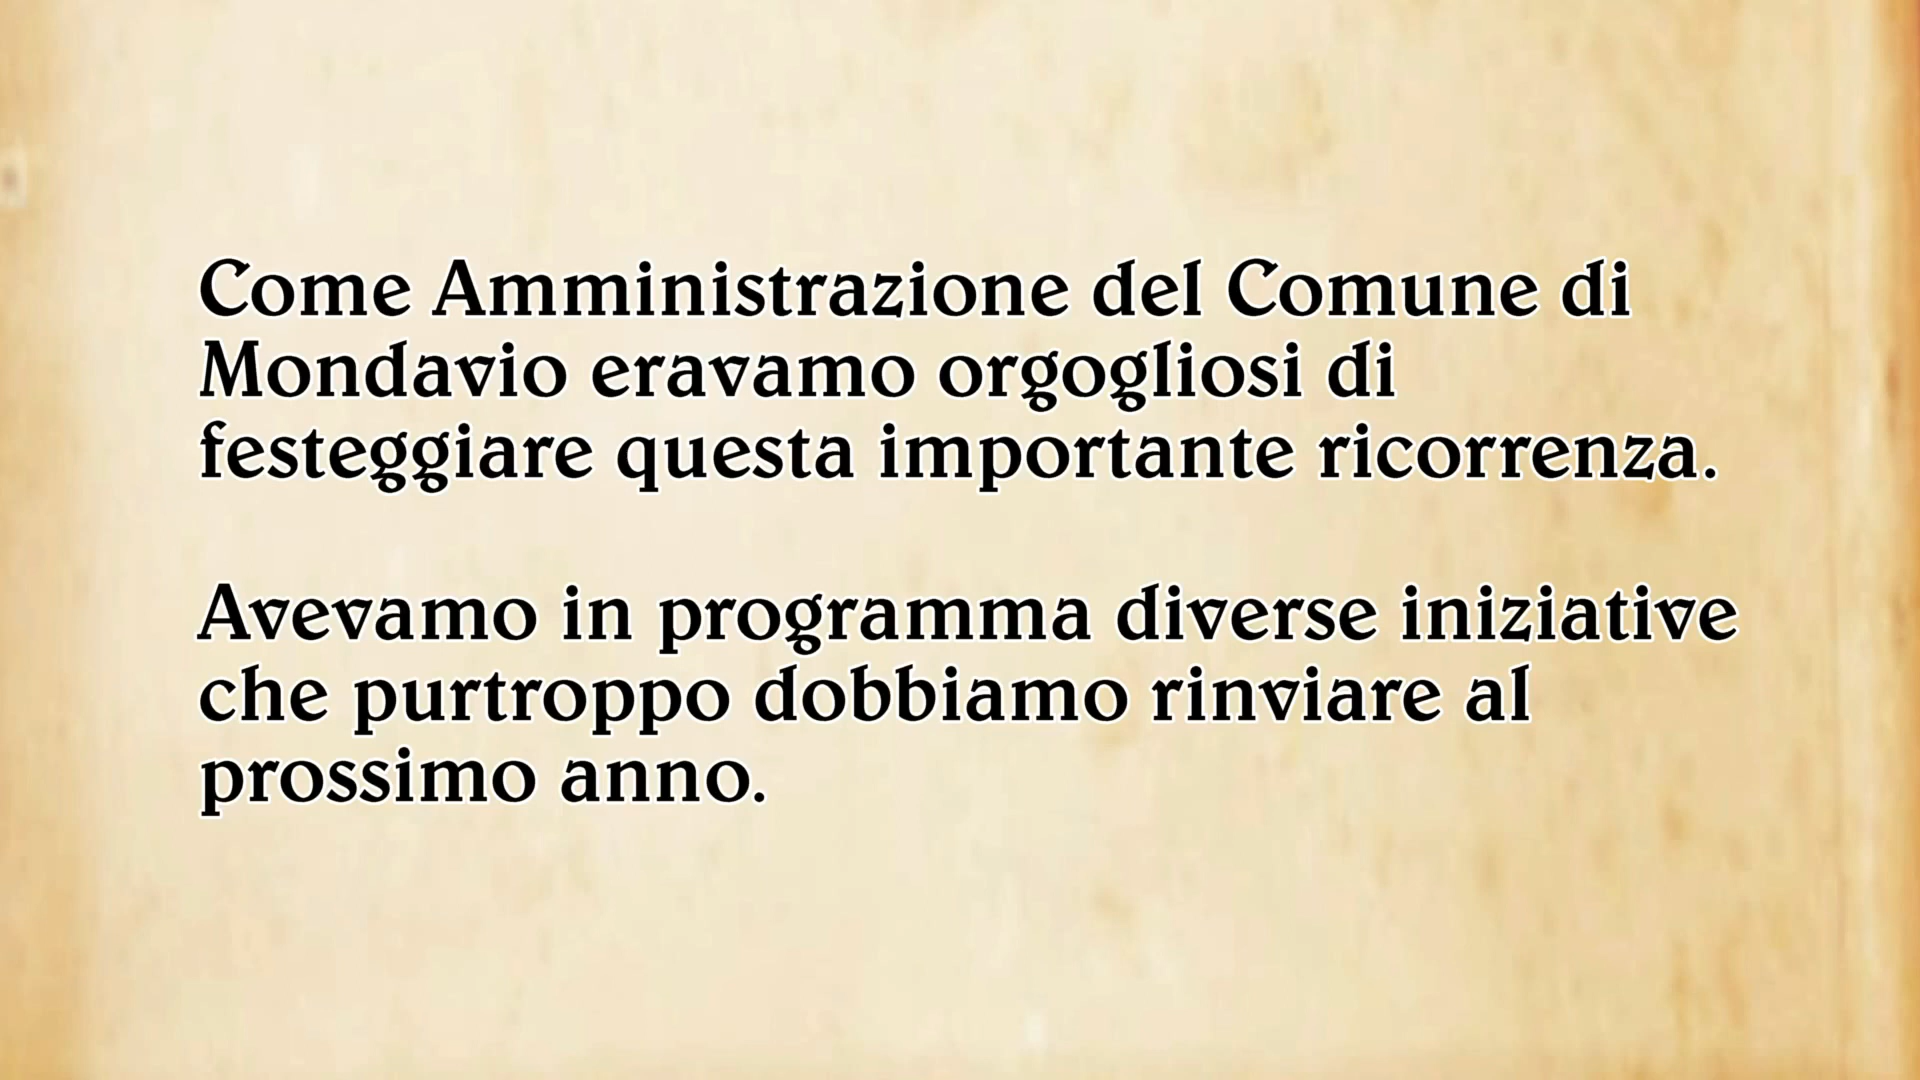 Come Amministrazione del Comune di
Mondavio eravamo orgogliosi di
festeggiare questa importante ricorrenza.
Avevamo in programma diverse iniziative
che purtroppo dobbiamo rinviare al
prossimo anno.